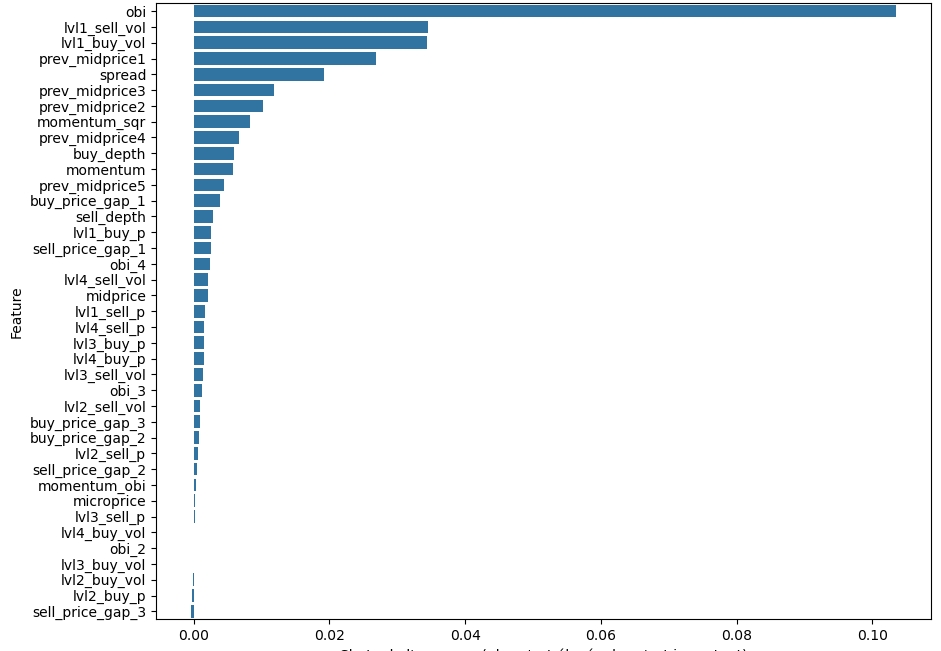 obi
lvl1_sell_vol
lvl1_buy_vol
prev_midprice1
spread
prev_midprice3
prev_midprice2
momentum_sqr
prev_midprice4
buy_depth
momentum
prev_midprice5
buy_price_gap_1
sell_depth
lvl1_buy_p
sell_price_gap_1
obi_4
lvl4_sell_vol
midprice
lvl1_sell_p
lvl4_sell_p
lvl3_buy_p
lvl4_buy_p
lvl3_sell_vol
obi_3
lvl2_sell_vol
buy_price_gap_3
buy_price_gap_2
lvl2_sell_p
sell_price_gap_2
momentum_obi
microprice
lvl3_sell_p
lvl4_buy_vol
obi_2
lvl3_buy_vol
lvl2_buy_vol
lvl2_buy_p
sell_price_gap_3
Feature
0.00 0.02 0.04 0.06 0.08 0.10